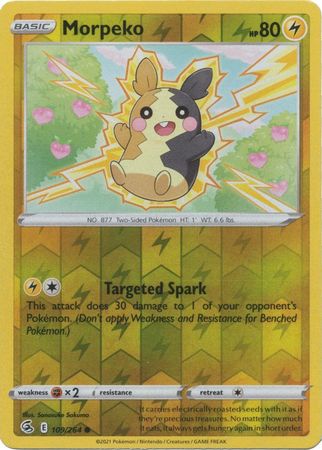 BASIC
Morpeko
HP80
NO. 877 Two-Sided Pokémon HT: 1' WT: 6.6 lbs.
Targeted Spark
This attack does 30 damage to 1 of your opponent's
Pokémon. (Don't apply Weakness and Resistance for Benched
Pokémon.)
weakness ×2 resistance retreat
Illus. Sanosuke Sakuma
E 109/264
It carries electrically roasted seeds with it as if
they're precious treasures. No matter how much
it eats, it always gets hungry again in short order.
©2021 Pokémon / Nintendo / Creatures / GAME FREAK